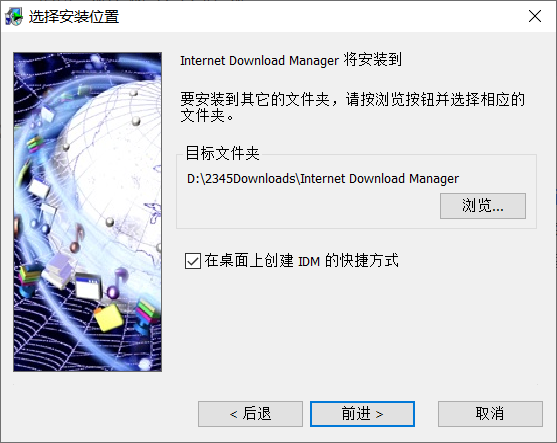 选择安装位置
Internet Download Manager 将安装到
要安装到其它的文件夹，请按浏览按钮并选择相应的
文件夹。
目标文件夹
D:\2345Downloads\Internet Download Manager
浏览...
在桌面上创建 IDM 的快捷方式
< 后退
前进 >
取消